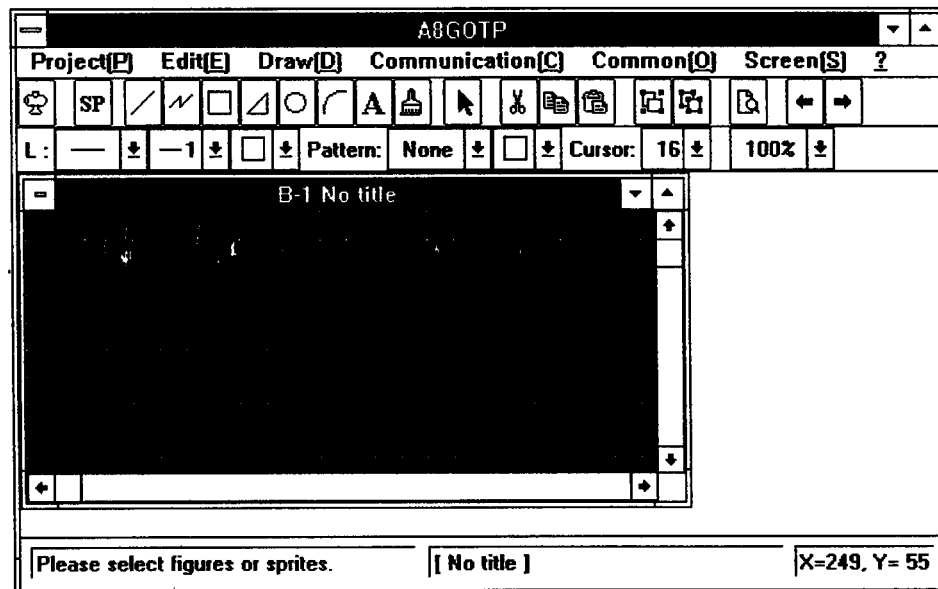 A8GOTP
Project[P] Edit[E] Draw[D] Communication[C] Common[O] Screen[S] ?
SP A
L : 1 Pattern: None Cursor: 16 100%
B-1 No title
Please select figures or sprites. [ No title ] X=249, Y= 55